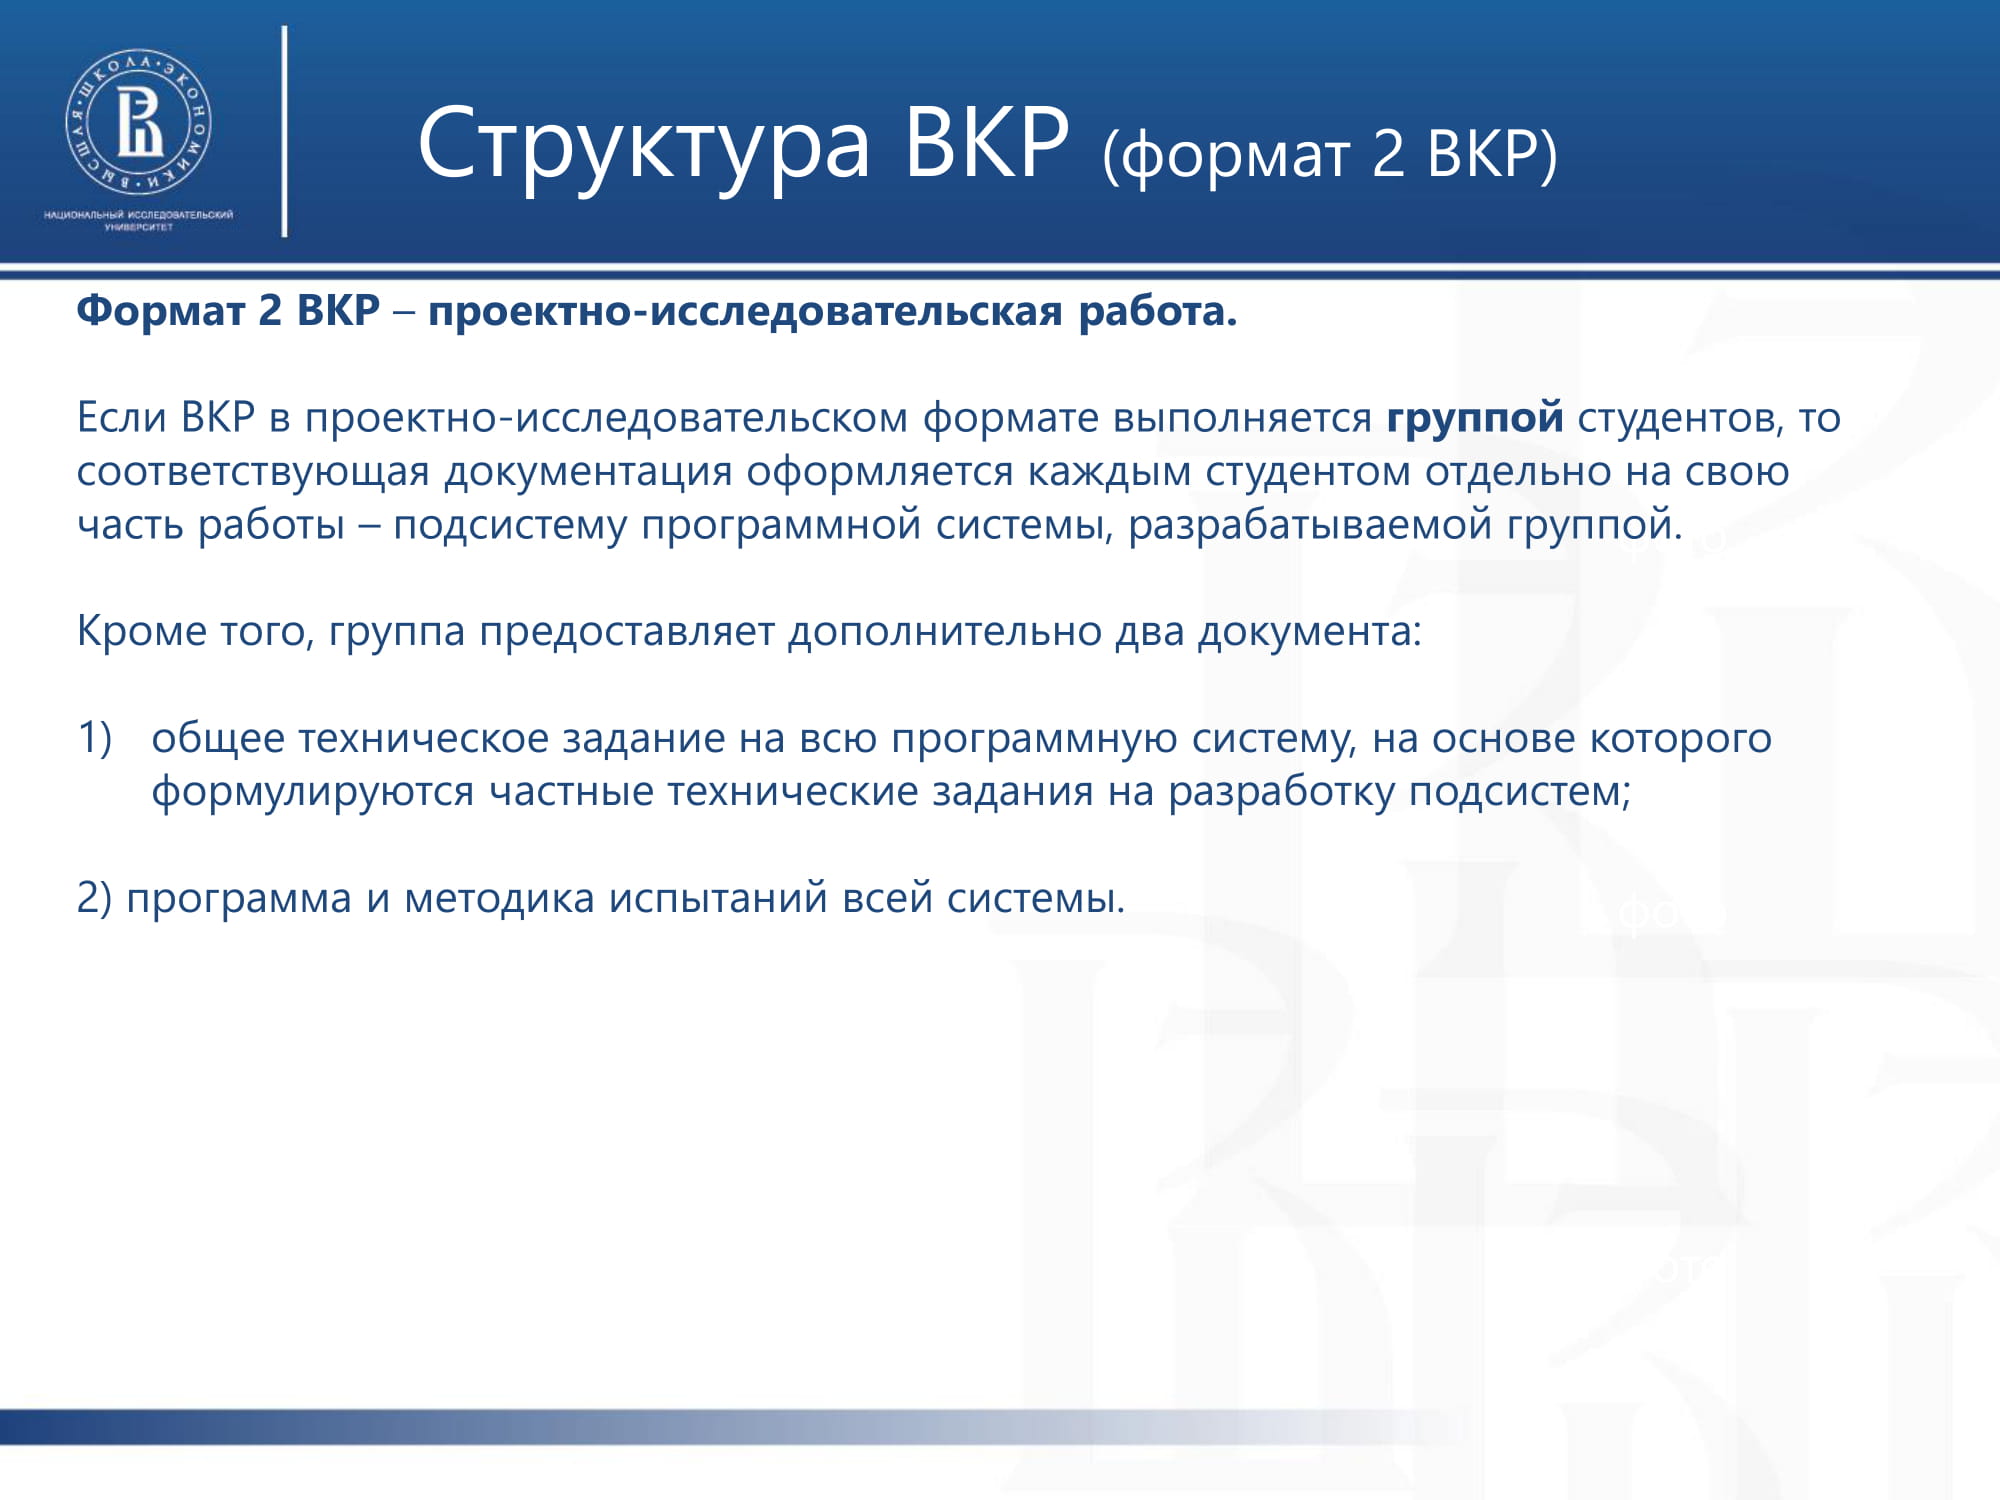 ВЫСШАЯ · ШКОЛА · ЭКОНОМИКИ
НАЦИОНАЛЬНЫЙ ИССЛЕДОВАТЕЛЬСКИЙ
УНИВЕРСИТЕТ
Структура ВКР (формат 2 ВКР)
Формат 2 ВКР – проектно-исследовательская работа.
Если ВКР в проектно-исследовательском формате выполняется группой студентов, то
соответствующая документация оформляется каждым студентом отдельно на свою
часть работы – подсистему программной системы, разрабатываемой группой.
Кроме того, группа предоставляет дополнительно два документа:
1) общее техническое задание на всю программную систему, на основе которого
формулируются частные технические задания на разработку подсистем;
2) программа и методика испытаний всей системы.